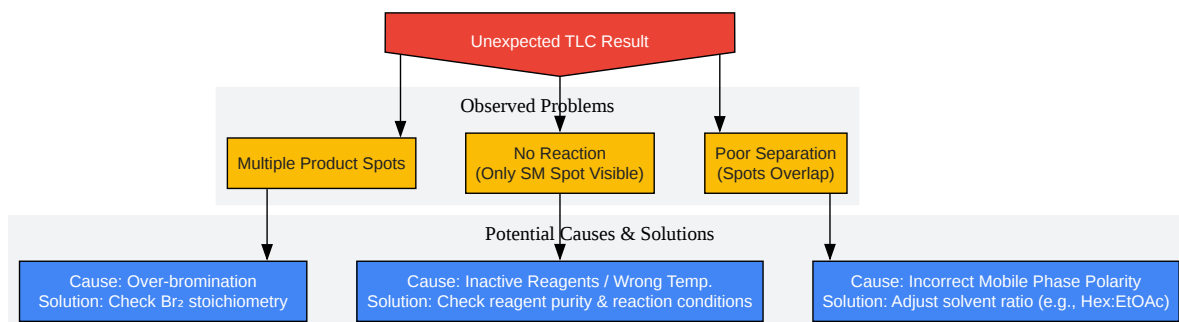 Unexpected TLC Result
Observed Problems
Multiple Product Spots
No Reaction
(Only SM Spot Visible)
Poor Separation
(Spots Overlap)
Potential Causes & Solutions
Cause: Over-bromination
Solution: Check Br₂ stoichiometry
Cause: Inactive Reagents / Wrong Temp.
Solution: Check reagent purity & reaction conditions
Cause: Incorrect Mobile Phase Polarity
Solution: Adjust solvent ratio (e.g., Hex:EtOAc)